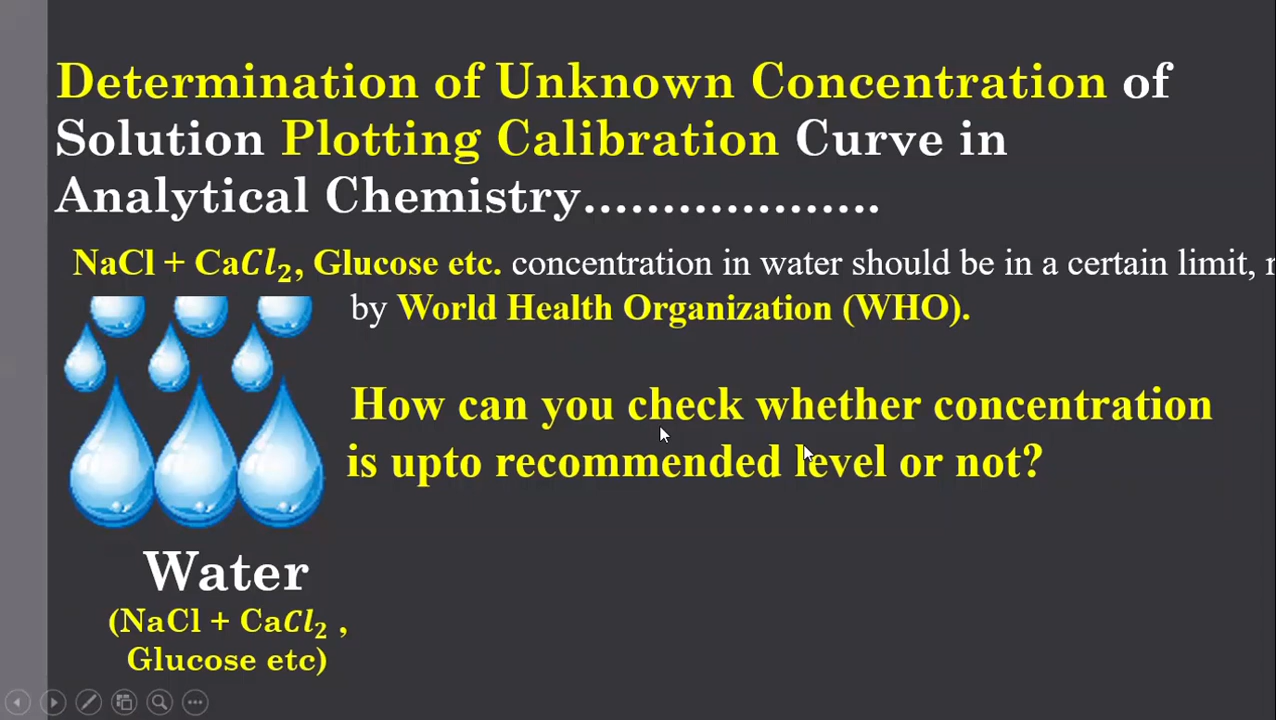 Determination of Unknown Concentration of
Solution Plotting Calibration Curve in
Analytical Chemistry...................
NaCl + CaCl₂, Glucose etc. concentration in water should be in a certain limit,
by World Health Organization (WHO).
How can you check whether concentration
is upto recommended level or not?
Water
(NaCl + CaCl₂ ,
Glucose etc)